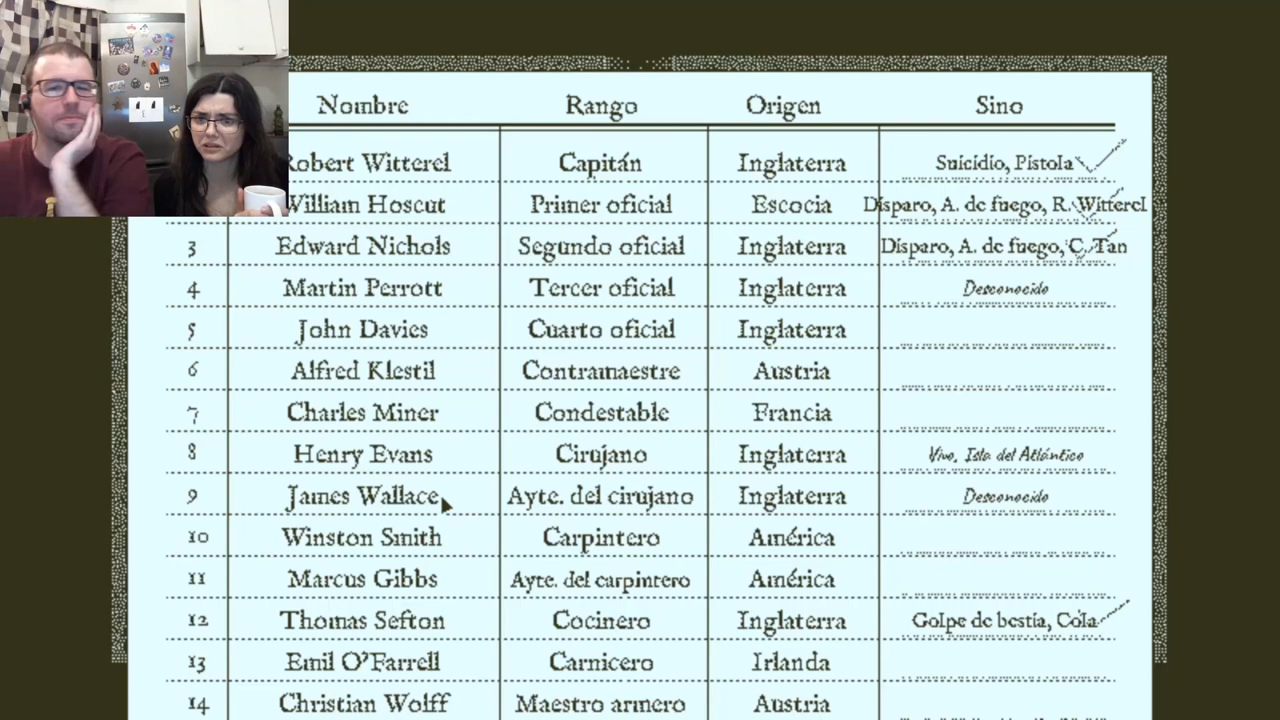 Nombre Rango Origen Sino
Robert Witterel Capitán Inglaterra Suicidio, Pistola
William Hoscut Primer oficial Escocia Disparo, A. de fuego, R. Witterel
3 Edward Nichols Segundo oficial Inglaterra Disparo, A. de fuego, C. Tan
4 Martin Perrott Tercer oficial Inglaterra Desconocido
5 John Davies Cuarto oficial Inglaterra
6 Alfred Klestil Contramaestre Austria
7 Charles Miner Condestable Francia
8 Henry Evans Cirujano Inglaterra Vivo, Isla del Atlántico
9 James Wallace Ayte. del cirujano Inglaterra Desconocido
10 Winston Smith Carpintero América
11 Marcus Gibbs Ayte. del carpintero América
12 Thomas Sefton Cocinero Inglaterra Golpe de bestia, Cola
13 Emil O'Farrell Carnicero Irlanda
14 Christian Wolff Maestro armero Austria